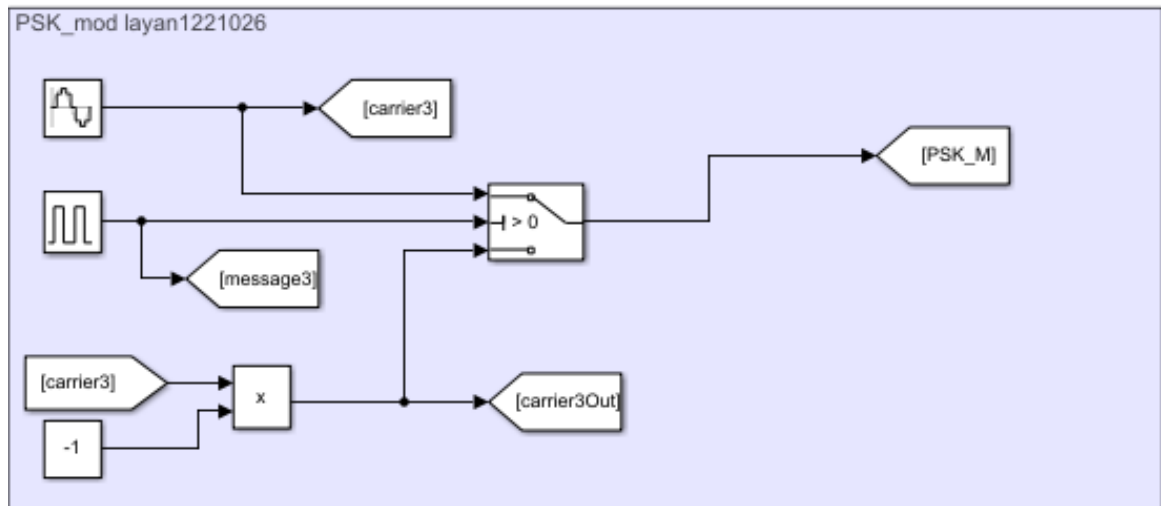 PSK_mod layan1221026
[carrier3]
[PSK_M]
> 0
[message3]
[carrier3]
x
[carrier3Out]
-1